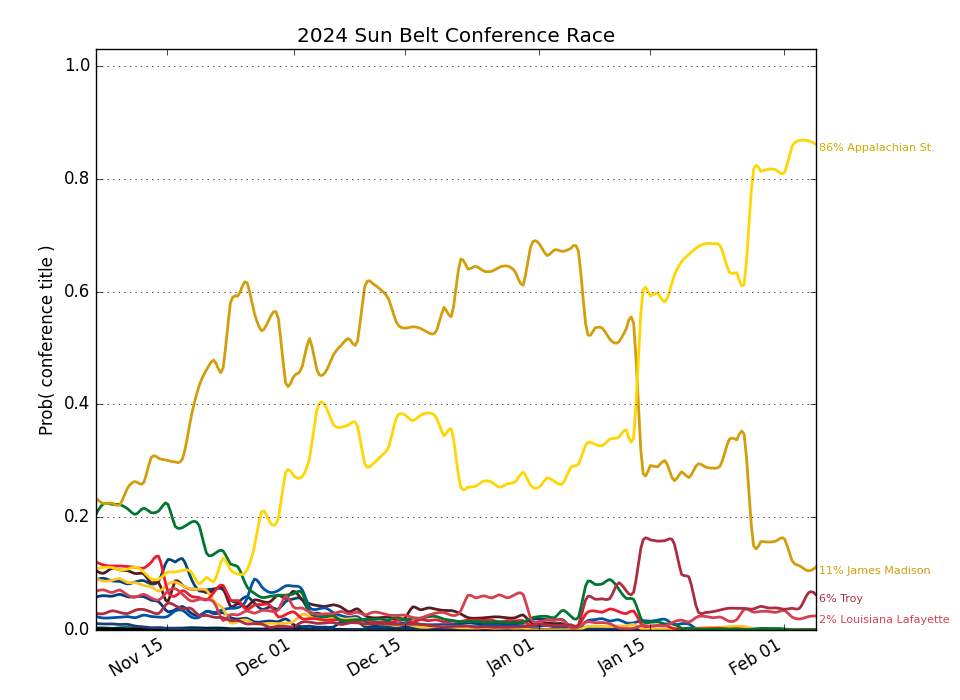 2024 Sun Belt Conference Race
Prob( conference title )
1.0
0.8
0.6
0.4
0.2
0.0
Nov 15
Dec 01
Dec 15
Jan 01
Jan 15
Feb 01
86% Appalachian St.
11% James Madison
6% Troy
2% Louisiana Lafayette